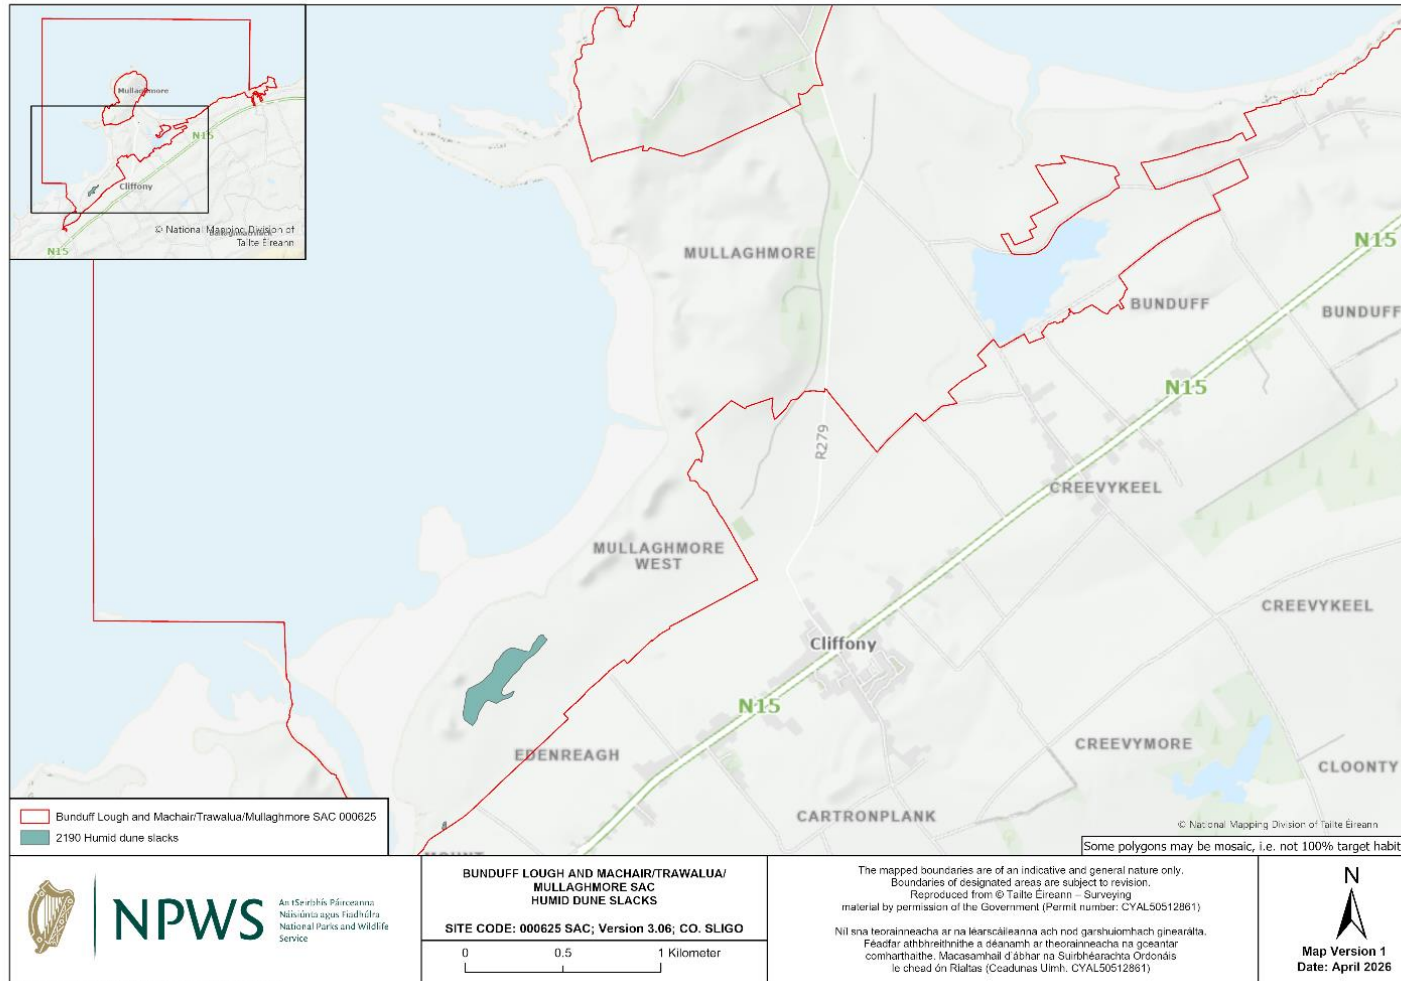 Mullaghmore
N15
Cliffony
© National Mapping Division of
Tailte Éireann
N15
MULLAGHMORE
N15
BUNDUFF
BUNDUFF
N15
R279
CREEVYKEEL
MULLAGHMORE
WEST
CREEVYKEEL
Cliffony
N15
EDENREAGH
CREEVYMORE
CLOONTY
CARTRONPLANK
MOUNT
© National Mapping Division of Tailte Éireann
Some polygons may be mosaic, i.e. not 100% target habit
Bunduff Lough and Machair/Trawalua/Mullaghmore SAC 000625
2190 Humid dune slacks
NPWS
An tSeirbhís Páirceanna
Náisiúnta agus Fiadhúlra
National Parks and Wildlife
Service
BUNDUFF LOUGH AND MACHAIR/TRAWALUA/
MULLAGHMORE SAC
HUMID DUNE SLACKS
SITE CODE: 000625 SAC; Version 3.06; CO. SLIGO
0 0.5 1 Kilometer
The mapped boundaries are of an indicative and general nature only.
Boundaries of designated areas are subject to revision.
Reproduced from © Tailte Éireann – Surveying
material by permission of the Government (Permit number: CYAL50512861)
Níl sna teorainneacha ar na léarscáileanna ach nod garshuiomhach ginearálta.
Féadfar athbhreithnithe a déanamh ar theorainneacha na gceantar
comharthaithe. Macasamhail d'ábhar na Suirbhéarachta Ordonáis
le chead ón Rialtas (Ceadunas Uimh. CYAL50512861)
N
Map Version 1
Date: April 2026